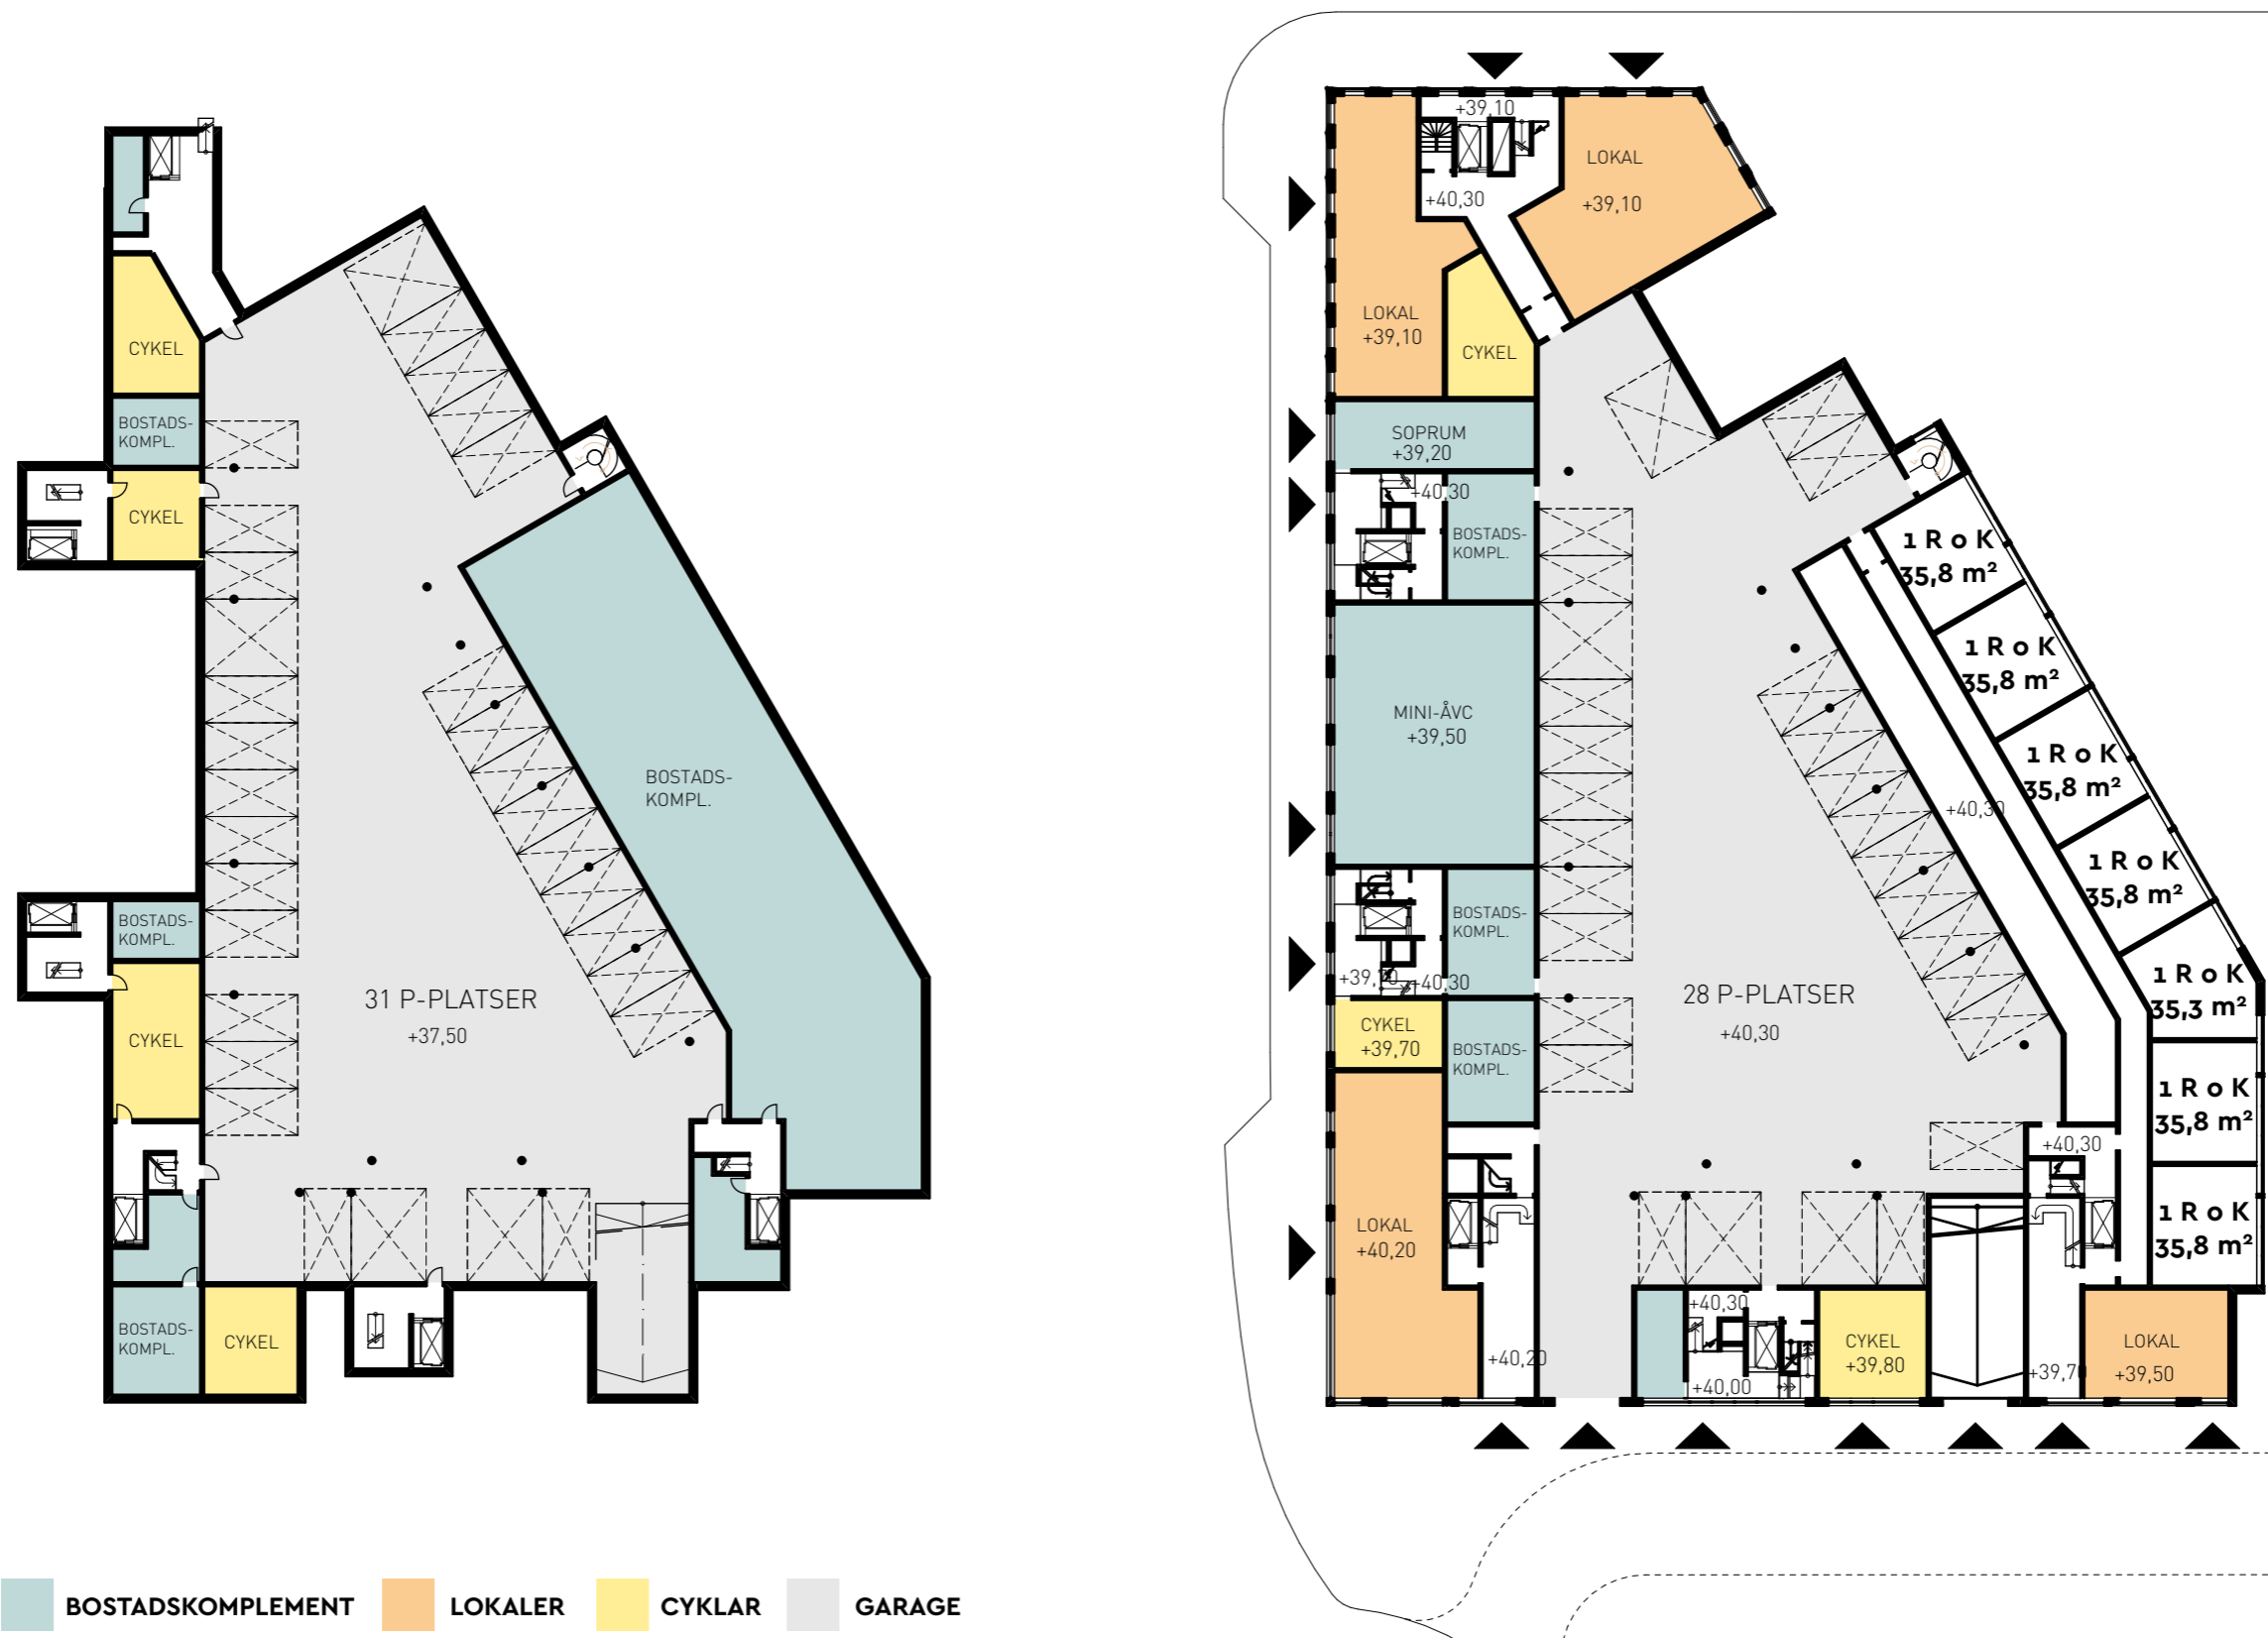 CYKEL
BOSTADS-
KOMPL.
CYKEL
BOSTADS-
KOMPL.
BOSTADS-
KOMPL.
CYKEL
31 P-PLATSER
+37,50
BOSTADS-
KOMPL.
CYKEL
+39,10
LOKAL
+39,10
+40,30
LOKAL
+39,10
CYKEL
SOPRUM
+39,20
+40,30
BOSTADS-
KOMPL.
MINI-ÅVC
+39,50
BOSTADS-
KOMPL.
+39,70
+40,30
CYKEL
+39,70
BOSTADS-
KOMPL.
28 P-PLATSER
+40,30
+40,30
1 R o K
35,8 m²
1 R o K
35,8 m²
1 R o K
35,8 m²
1 R o K
35,8 m²
1 R o K
35,3 m²
1 R o K
35,8 m²
1 R o K
35,8 m²
+40,30
LOKAL
+40,20
+40,20
+40,30
+40,00
CYKEL
+39,80
+39,70
LOKAL
+39,50
BOSTADSKOMPLEMENT
LOKALER
CYKLAR
GARAGE